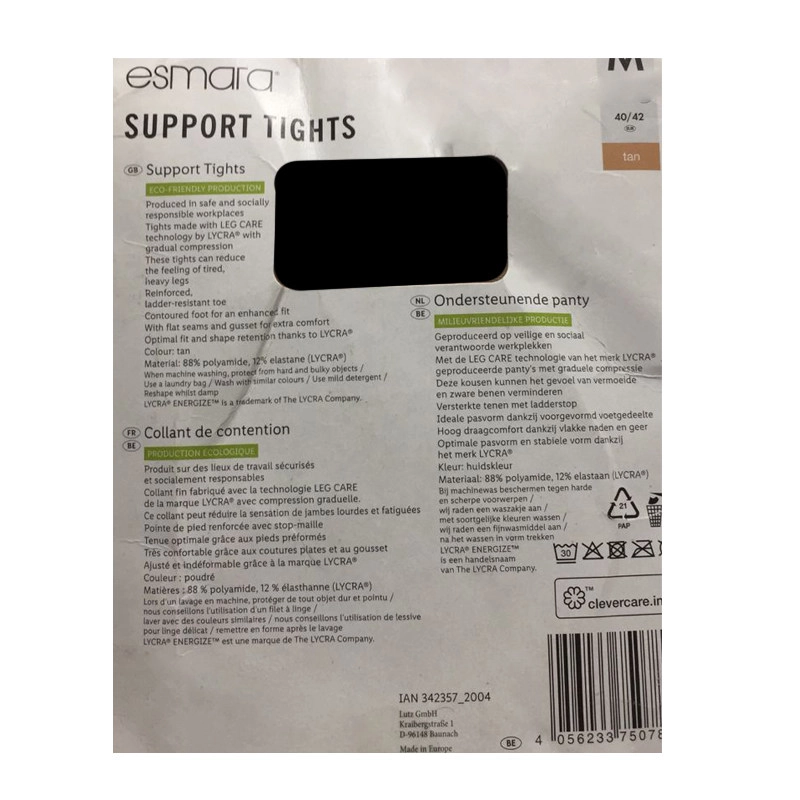 esmara®
SUPPORT TIGHTS
M
40/42
GB
tan
GB Support Tights
ECO-FRIENDLY PRODUCTION
Produced in safe and socially
responsible workplaces
Tights made with LEG CARE
technology by LYCRA® with
gradual compression
These tights can reduce
the feeling of tired,
heavy legs
Reinforced,
ladder-resistant toe
Contoured foot for an enhanced fit
With flat seams and gusset for extra comfort
Optimal fit and shape retention thanks to LYCRA®
Colour: tan
Material: 88% polyamide, 12% elastane (LYCRA®)
When machine washing, protect from hard and bulky objects /
Use a laundry bag / Wash with similar colours / Use mild detergent /
Reshape whilst damp
LYCRA® ENERGIZE™ is a trademark of The LYCRA Company.
FR BE Collant de contention
PRODUCTION ÉCOLOGIQUE
Produit sur des lieux de travail sécurisés
et socialement responsables
Collant fin fabriqué avec la technologie LEG CARE
de la marque LYCRA® avec compression graduelle.
Ce collant peut réduire la sensation de jambes lourdes et fatiguées
Pointe de pied renforcée avec stop-maille
Tenue optimale grâce aux pieds préformés
Très confortable grâce aux coutures plates et au gousset
Ajusté et indéformable grâce à la marque LYCRA®
Couleur : poudré
Matières : 88 % polyamide, 12 % élasthanne (LYCRA®)
Lors d'un lavage en machine, protéger de tout objet dur et pointu /
nous conseillons l'utilisation d'un filet à linge /
laver avec des couleurs similaires / nous conseillons l'utilisation de lessive
pour linge délicat / remettre en forme après le lavage
LYCRA® ENERGIZE™ est une marque de The LYCRA Company.
NL BE Ondersteunende panty
MILIEUVRIENDELIJKE PRODUCTIE
Geproduceerd op veilige en sociaal
verantwoorde werkplekken
Met de LEG CARE technologie van het merk LYCRA®
geproduceerde panty's met graduele compressie
Deze kousen kunnen het gevoel van vermoeide
en zware benen verminderen
Versterkte tenen met ladderstop
Ideale pasvorm dankzij voorgevormd voetgedeelte
Hoog draagcomfort dankzij vlakke naden en geer
Optimale pasvorm en stabiele vorm dankzij
het merk LYCRA®
Kleur: huidskleur
Materiaal: 88% polyamide, 12% elastaan (LYCRA®)
Bij machinewas beschermen tegen harde
en scherpe voorwerpen /
wij raden een waszakje aan /
met soortgelijke kleuren wassen /
wij raden een fijnwasmiddel aan /
na het wassen in vorm trekken
LYCRA® ENERGIZE™
is een handelsnaam
van The LYCRA Company.
21
PAP
30
™
clevercare.in
IAN 342357_2004
Lutz GmbH
Kraibergstraße 1
D-96148 Baunach
Made in Europe
BE
4 056233 75078